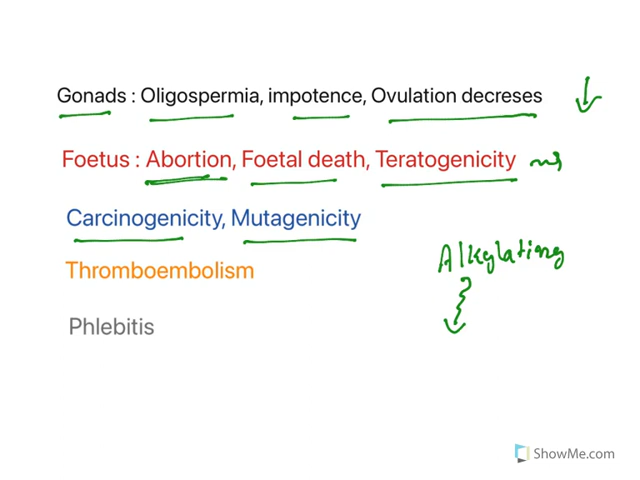 Gonads : Oligospermia, impotence, Ovulation decreses
Foetus : Abortion, Foetal death, Teratogenicity
Carcinogenicity, Mutagenicity
Alkylating
Thromboembolism
Phlebitis
ShowMe.com